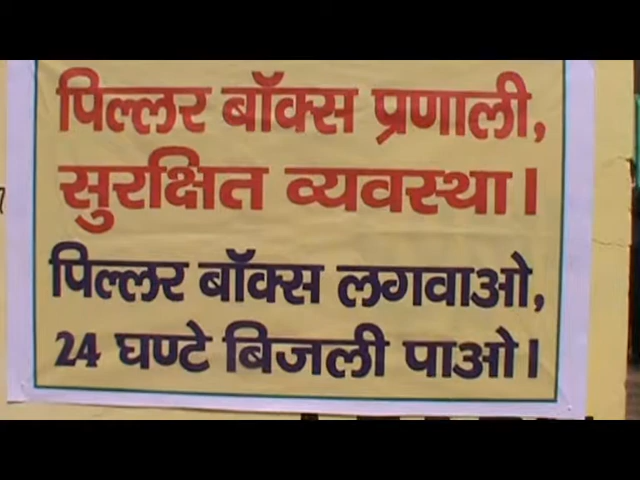 पिल्लर बॉक्स प्रणाली,
सुरक्षित व्यवस्था।
पिल्लर बॉक्स लगवाओ,
24 घण्टे बिजली पाओ।